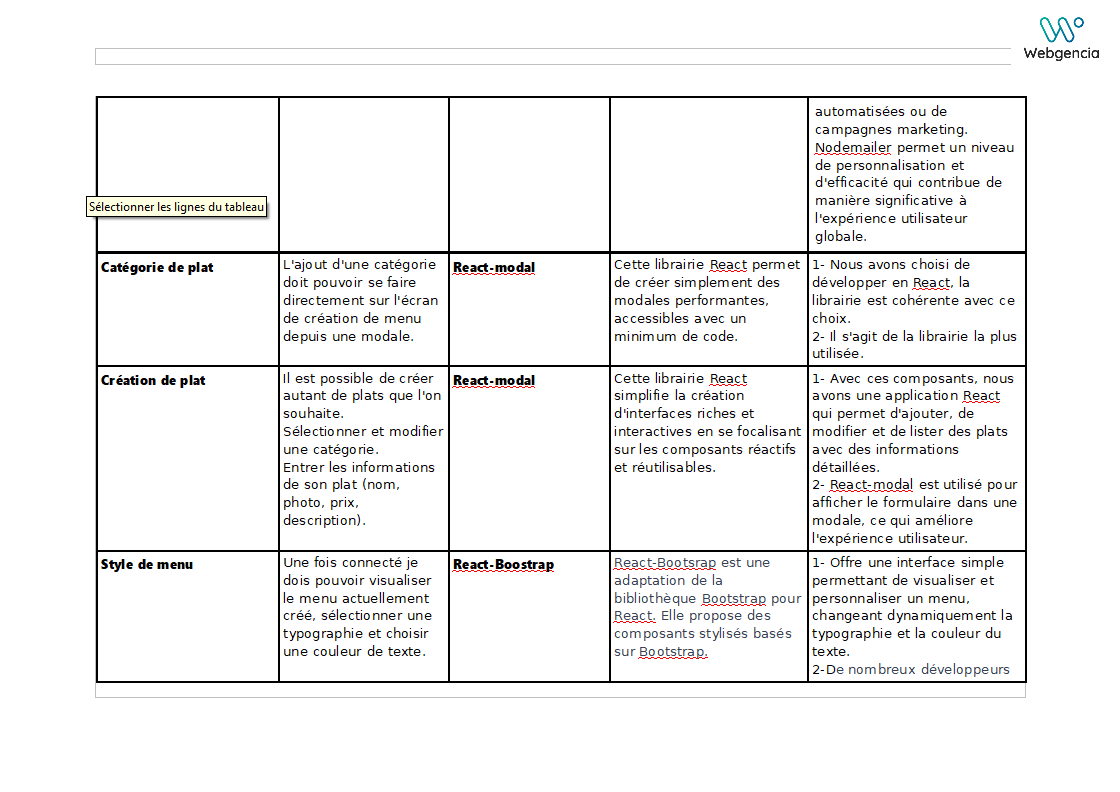 Webgencia
automatisées ou de
campagnes marketing.
Nodemailer permet un niveau
de personnalisation et
d'efficacité qui contribue de
manière significative à
l'expérience utilisateur
globale.
Sélectionner les lignes du tableau
Catégorie de plat
L'ajout d'une catégorie
doit pouvoir se faire
directement sur l'écran
de création de menu
depuis une modale.
React-modal
Cette librairie React permet
de créer simplement des
modales performantes,
accessibles avec un
minimum de code.
1- Nous avons choisi de
développer en React, la
librairie est cohérente avec ce
choix.
2- Il s'agit de la librairie la plus
utilisée.
Création de plat
Il est possible de créer
autant de plats que l'on
souhaite.
Sélectionner et modifier
une catégorie.
Entrer les informations
de son plat (nom,
photo, prix,
description).
React-modal
Cette librairie React
simplifie la création
d'interfaces riches et
interactives en se focalisant
sur les composants réactifs
et réutilisables.
1- Avec ces composants, nous
avons une application React
qui permet d'ajouter, de
modifier et de lister des plats
avec des informations
détaillées.
2- React-modal est utilisé pour
afficher le formulaire dans une
modale, ce qui améliore
l'expérience utilisateur.
Style de menu
Une fois connecté je
dois pouvoir visualiser
le menu actuellement
créé, sélectionner une
typographie et choisir
une couleur de texte.
React-Boostrap
React-Bootsrap est une
adaptation de la
bibliothèque Bootstrap pour
React. Elle propose des
composants stylisés basés
sur Bootstrap.
1- Offre une interface simple
permettant de visualiser et
personnaliser un menu,
changeant dynamiquement la
typographie et la couleur du
texte.
2-De nombreux développeurs